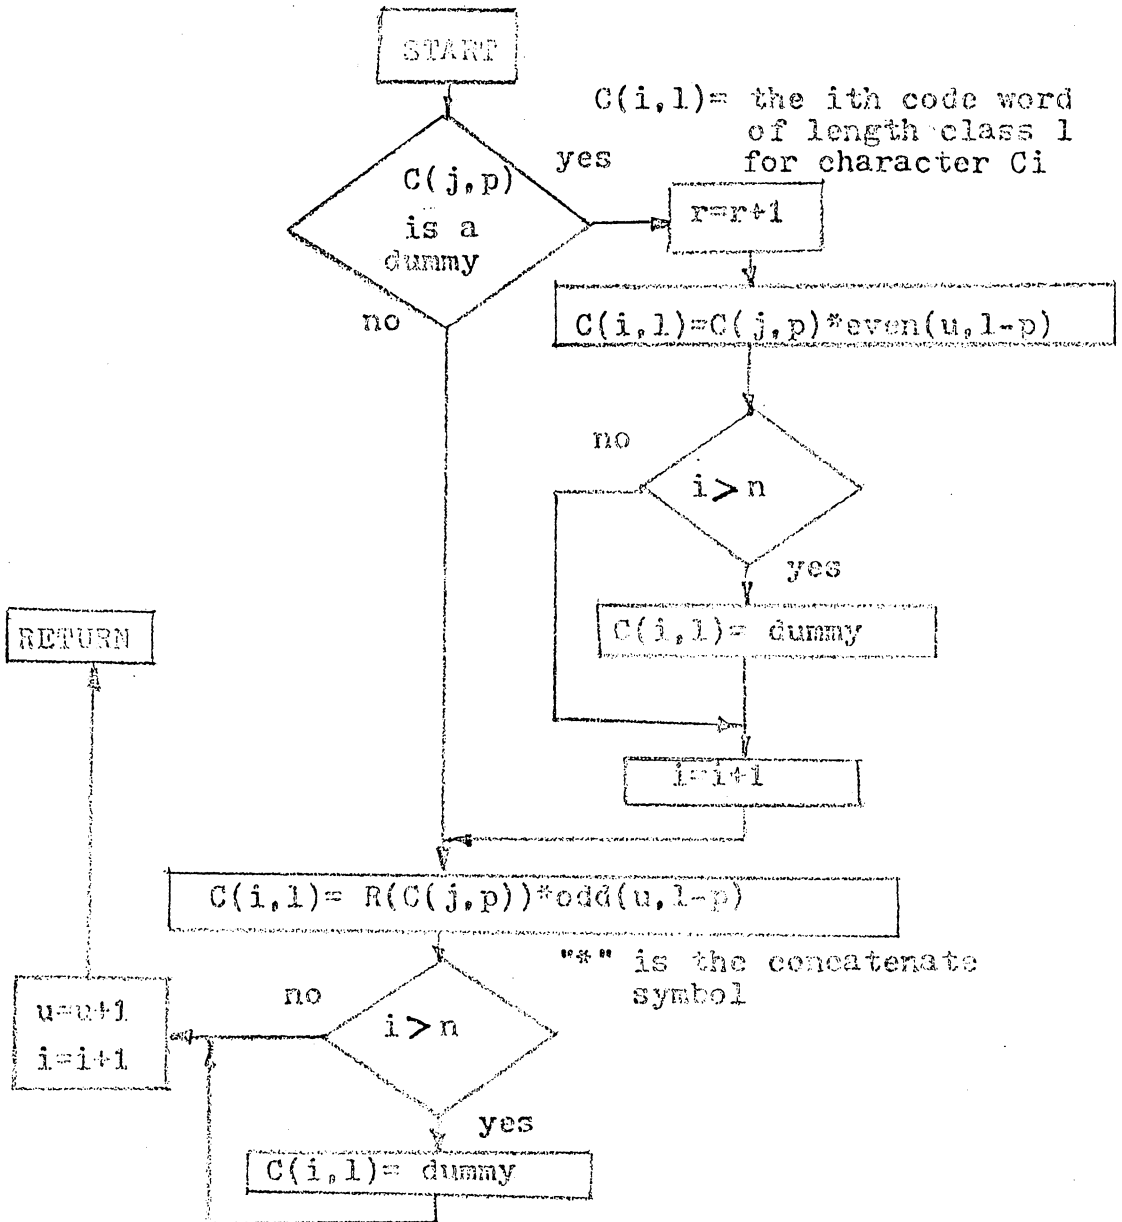 START
C(i,l)= the ith code word
of length class l
for character Ci
yes
C(j,p)
is a
dummy
r=r+1
no
C(i,l)=C(j,p)*even(u,l-p)
no
i>n
yes
RETURN
C(i,l)= dummy
i=i+1
C(i,l)= R(C(j,p))*odd(u,l-p)
"*" is the concatenate
symbol
no
u=u+1
i=i+1
i>n
yes
C(i,l)= dummy